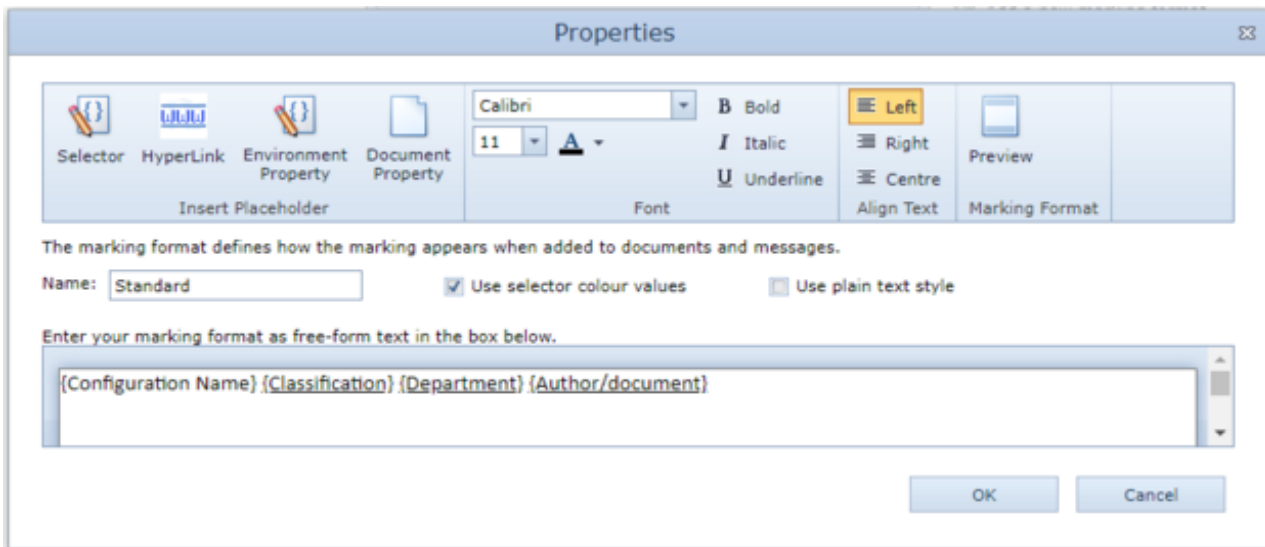 Properties
Calibri
B Bold
Left
11
A
I Italic
Right
Selector HyperLink Environment Property Document Property
U Underline
Centre
Preview
Insert Placeholder
Font
Align Text
Marking Format
The marking format defines how the marking appears when added to documents and messages.
Name: Standard
Use selector colour values
Use plain text style
Enter your marking format as free-form text in the box below.
{Configuration Name} {Classification} {Department} {Author/document}
OK
Cancel